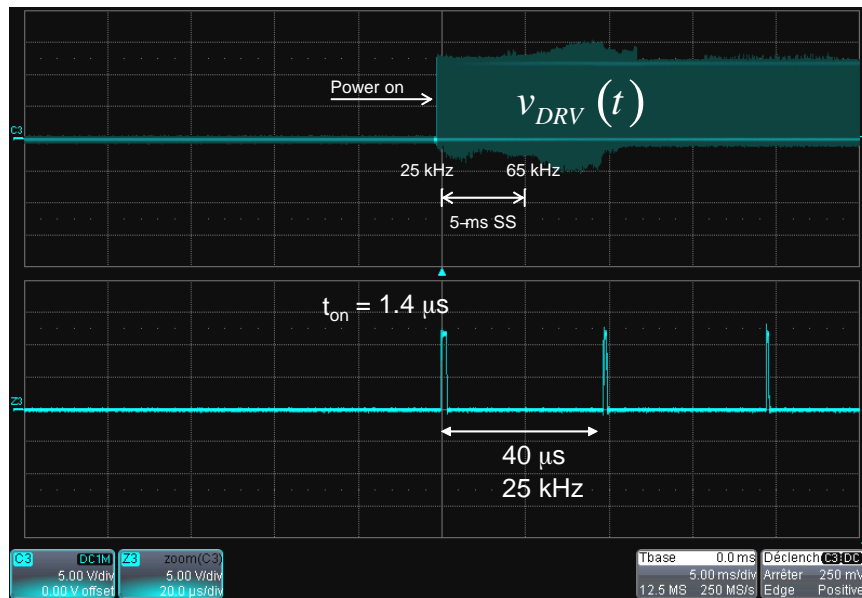 C3
Power on
v_DRV (t)
25 kHz
65 kHz
5-ms SS
t_on = 1.4 μs
Z3
40 μs
25 kHz
C3 DC1M
5.00 V/div
0.00 V offset
Z3 zoom(C3)
5.00 V/div
20.0 μs/div
Tbase 0.0 ms
5.00 ms/div
12.5 MS 250 MS/s
Déclench C3 DC
Arrêter 250 mV
Edge Positive